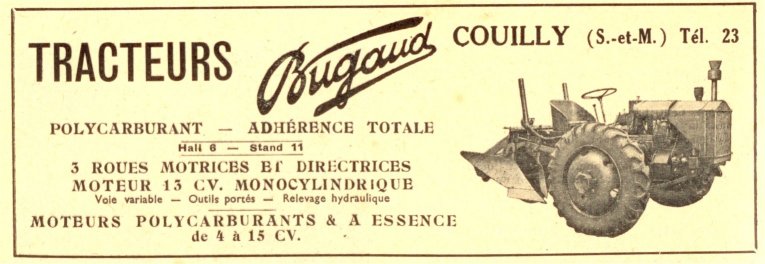 TRACTEURS Bugaud COUILLY (S.-et-M.) Tél. 23
POLYCARBURANT — ADHÉRENCE TOTALE
Hall 6 — Stand 11
3 ROUES MOTRICES ET DIRECTRICES
MOTEUR 13 CV. MONOCYLINDRIQUE
Voie variable — Outils portés — Relevage hydraulique
MOTEURS POLYCARBURANTS & A ESSENCE
de 4 à 15 CV.